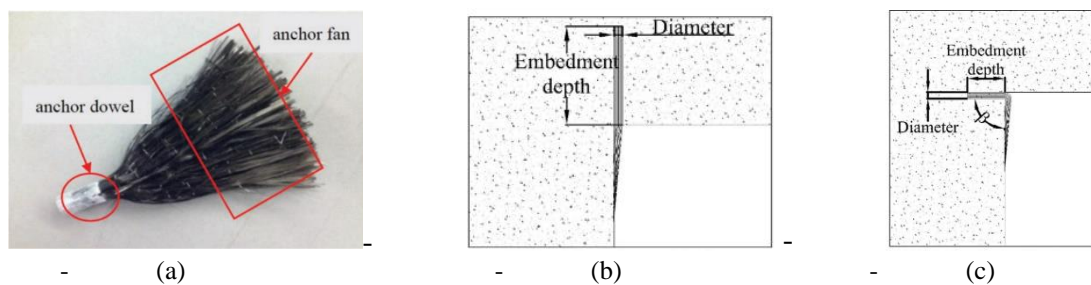 anchor fan
anchor dowel
Diameter
Embedment
depth
Embedment
depth
Diameter
-
-
- (a) - (b) - (c)